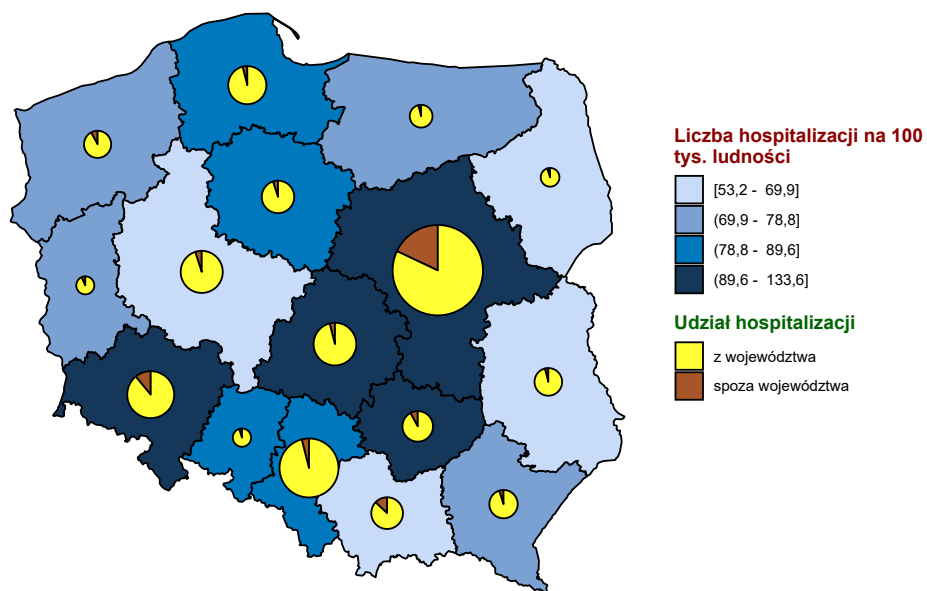 Liczba hospitalizacji na 100
tys. ludności
[53,2 - 69,9]
(69,9 - 78,8]
(78,8 - 89,6]
(89,6 - 133,6]
Udział hospitalizacji
z województwa
spoza województwa